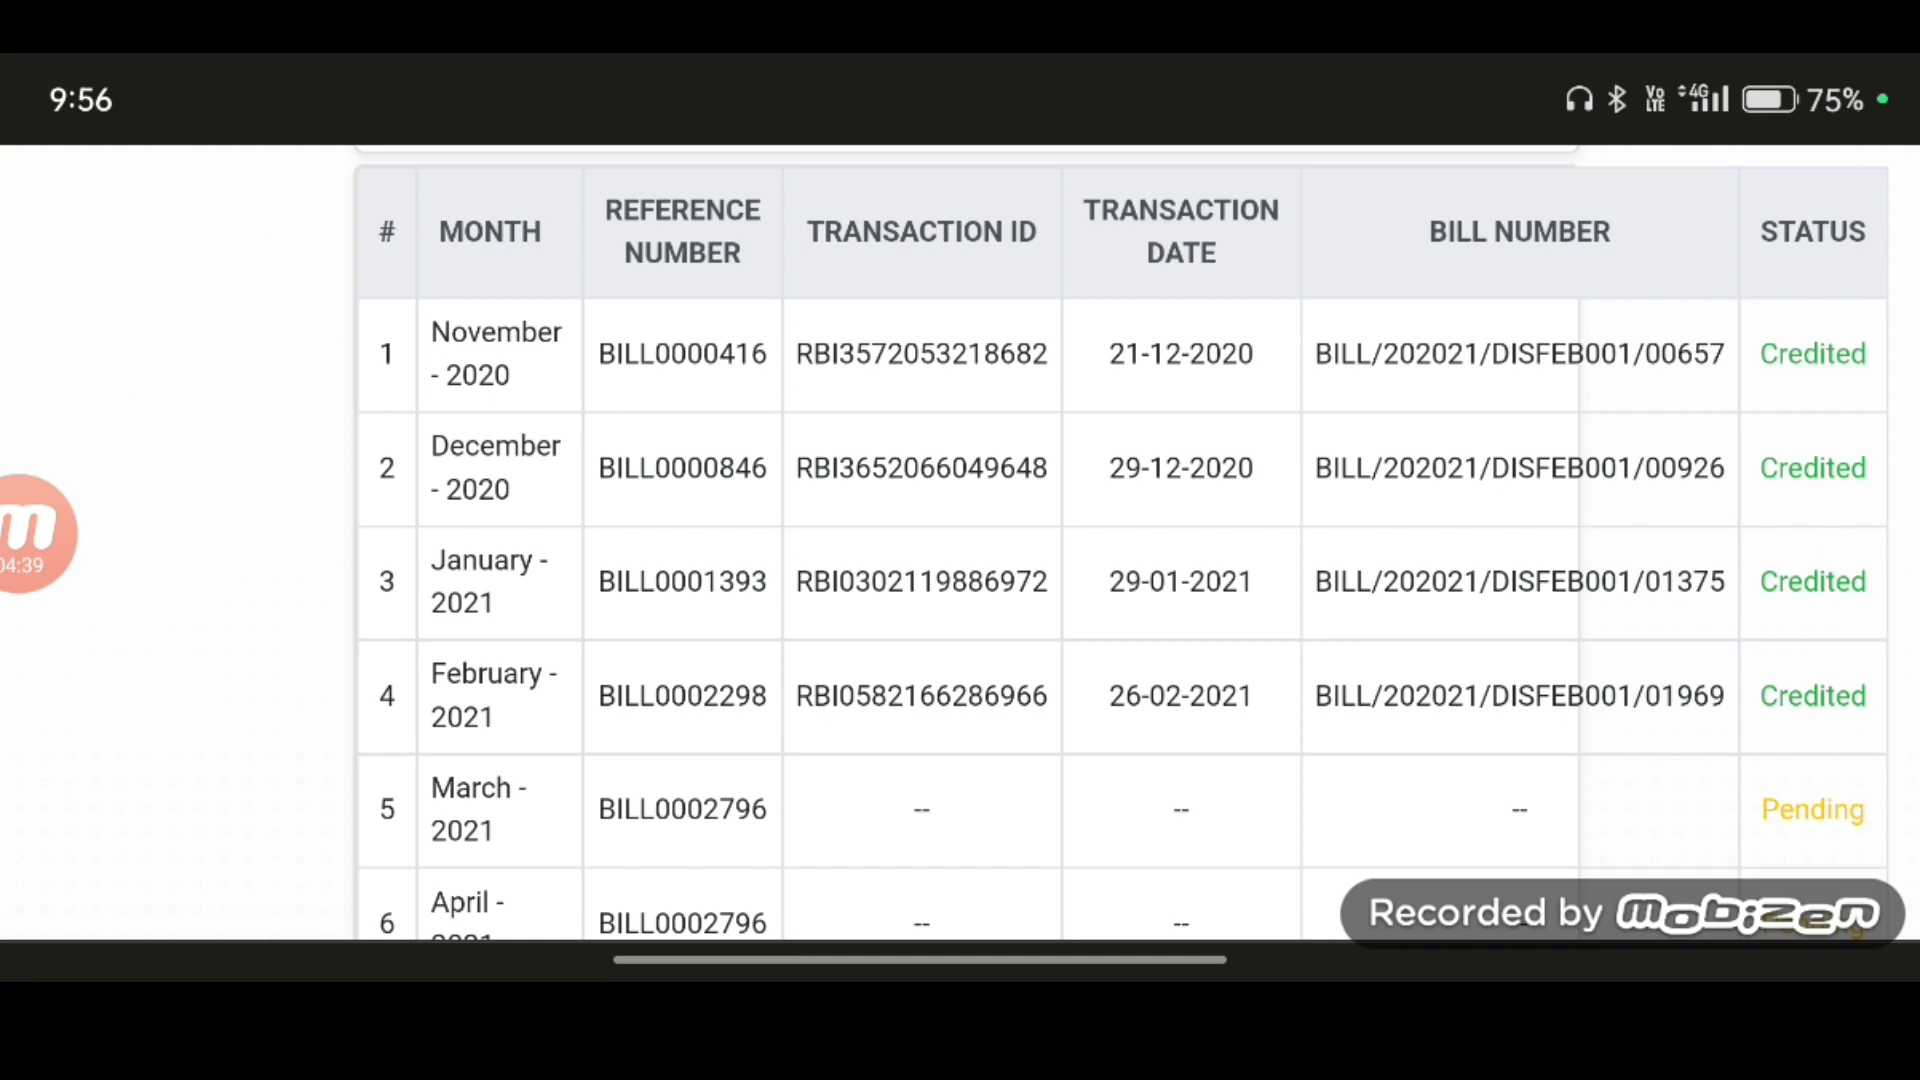 9:56
Vo LTE 4G 75%
# MONTH REFERENCE NUMBER TRANSACTION ID TRANSACTION DATE BILL NUMBER STATUS
1 November - 2020 BILL0000416 RBI3572053218682 21-12-2020 BILL/202021/DISFEB001/00657 Credited
2 December - 2020 BILL0000846 RBI3652066049648 29-12-2020 BILL/202021/DISFEB001/00926 Credited
3 January - 2021 BILL0001393 RBI0302119886972 29-01-2021 BILL/202021/DISFEB001/01375 Credited
4 February - 2021 BILL0002298 RBI0582166286966 26-02-2021 BILL/202021/DISFEB001/01969 Credited
5 March - 2021 BILL0002796 -- -- -- Pending
6 April - BILL0002796 -- --
m
04:39
Recorded by mobizen